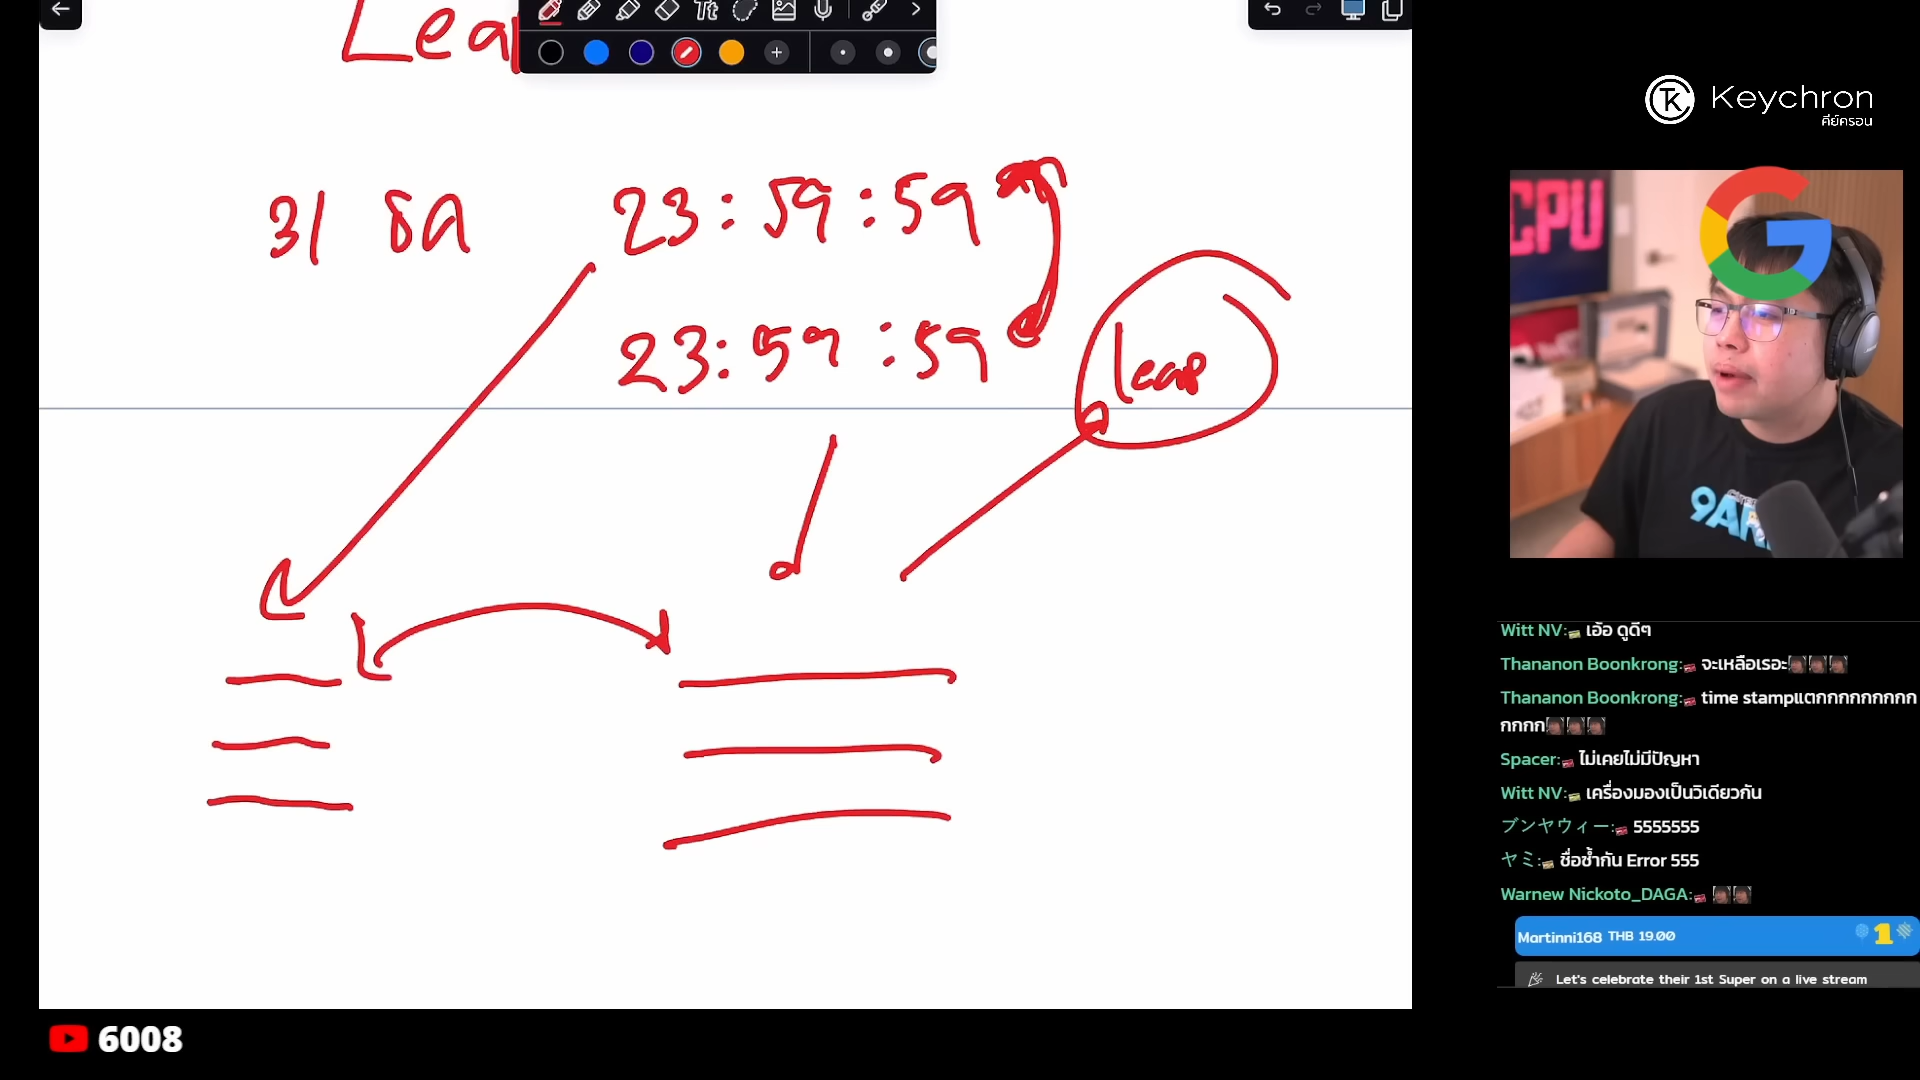 Lea
Tt
31 ธค 23:59:59
23:59:59
leap
Keychron
คีย์ครอน
CPU
9AR
Witt NV: เอ้อ ดูดีๆ
Thananon Boonkrong: จะเหลือเรอะ
Thananon Boonkrong: time stampแตกกกกกกกกก
กกกก
Spacer: ไม่เคยไม่มีปัญหา
Witt NV: เครื่องมองเป็นวิเดียวกัน
ブンヤウィー: 5555555
ヤミ: ชื่อซ้ำกัน Error 555
Warnew Nickoto_DAGA:
Martinni168 THB 19.00 1
Let's celebrate their 1st Super on a live stream
6008